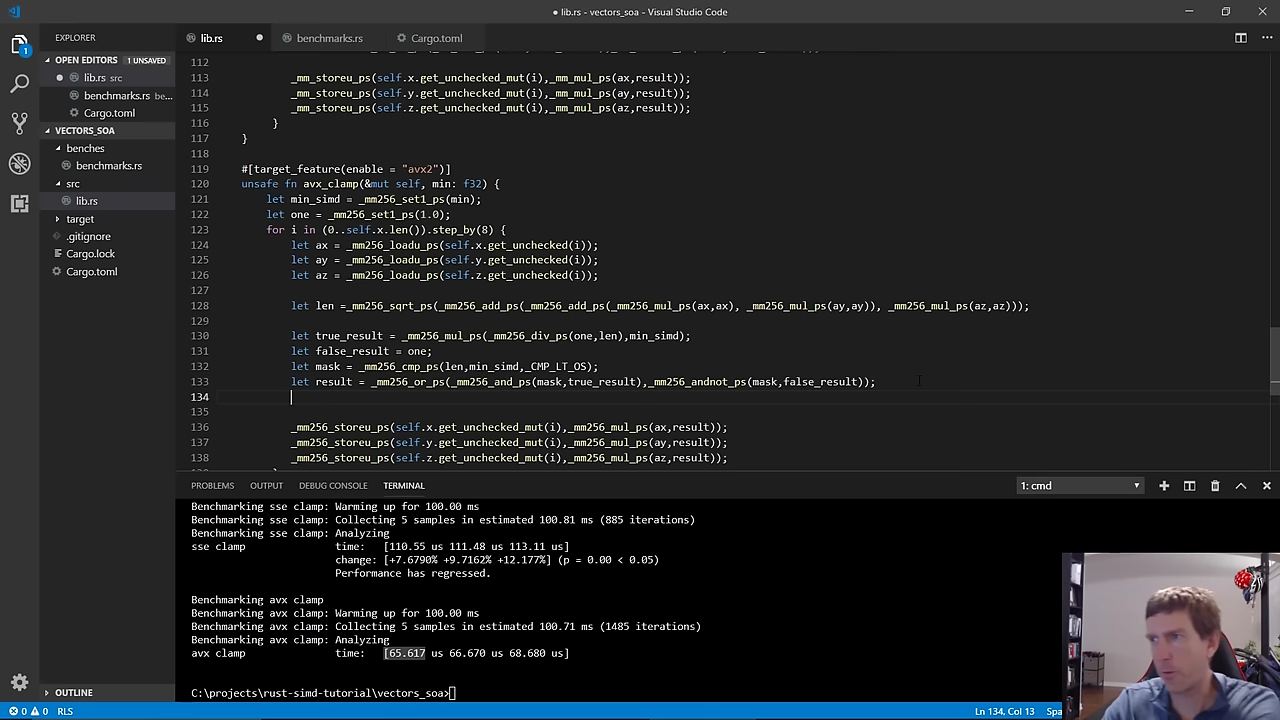 ● lib.rs - vectors_soa - Visual Studio Code
EXPLORER
lib.rs ●
benchmarks.rs
Cargo.toml
OPEN EDITORS 1 UNSAVED
● lib.rs src
benchmarks.rs be...
Cargo.toml
VECTORS_SOA
benches
benchmarks.rs
src
lib.rs
target
.gitignore
Cargo.lock
Cargo.toml
OUTLINE
1
112
113 _mm_storeu_ps(self.x.get_unchecked_mut(i),_mm_mul_ps(ax,result));
114 _mm_storeu_ps(self.y.get_unchecked_mut(i),_mm_mul_ps(ay,result));
115 _mm_storeu_ps(self.z.get_unchecked_mut(i),_mm_mul_ps(az,result));
116 }
117 }
118
119 #[target_feature(enable = "avx2")]
120 unsafe fn avx_clamp(&mut self, min: f32) {
121 let min_simd = _mm256_set1_ps(min);
122 let one = _mm256_set1_ps(1.0);
123 for i in (0..self.x.len()).step_by(8) {
124 let ax = _mm256_loadu_ps(self.x.get_unchecked(i));
125 let ay = _mm256_loadu_ps(self.y.get_unchecked(i));
126 let az = _mm256_loadu_ps(self.z.get_unchecked(i));
127
128 let len =_mm256_sqrt_ps(_mm256_add_ps(_mm256_add_ps(_mm256_mul_ps(ax,ax), _mm256_mul_ps(ay,ay)), _mm256_mul_ps(az,az)));
129
130 let true_result = _mm256_mul_ps(_mm256_div_ps(one,len),min_simd);
131 let false_result = one;
132 let mask = _mm256_cmp_ps(len,min_simd,_CMP_LT_OS);
133 let result = _mm256_or_ps(_mm256_and_ps(mask,true_result),_mm256_andnot_ps(mask,false_result));
134
135
136 _mm256_storeu_ps(self.x.get_unchecked_mut(i),_mm256_mul_ps(ax,result));
137 _mm256_storeu_ps(self.y.get_unchecked_mut(i),_mm256_mul_ps(ay,result));
138 _mm256_storeu_ps(self.z.get_unchecked_mut(i),_mm256_mul_ps(az,result));
PROBLEMS OUTPUT DEBUG CONSOLE TERMINAL 1: cmd
Benchmarking sse clamp: Warming up for 100.00 ms
Benchmarking sse clamp: Collecting 5 samples in estimated 100.81 ms (885 iterations)
Benchmarking sse clamp: Analyzing
sse clamp time: [110.55 us 111.48 us 113.11 us]
change: [+7.6790% +9.7162% +12.177%] (p = 0.00 < 0.05)
Performance has regressed.
Benchmarking avx clamp
Benchmarking avx clamp: Warming up for 100.00 ms
Benchmarking avx clamp: Collecting 5 samples in estimated 100.71 ms (1485 iterations)
Benchmarking avx clamp: Analyzing
avx clamp time: [65.617 us 66.670 us 68.680 us]
C:\projects\rust-simd-tutorial\vectors_soa>
0 0 RLS
Ln 134, Col 13 Spa